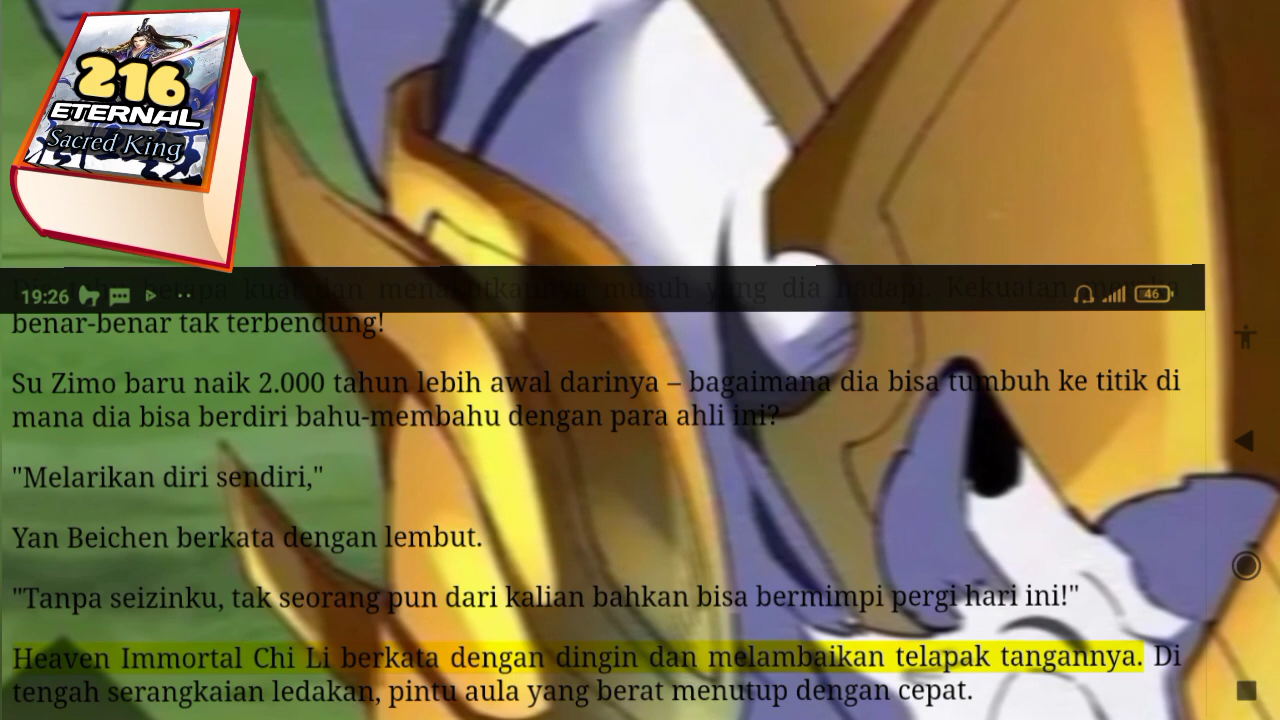 216
ETERNAL
Sacred King
19:26
46
benar-benar tak terbendung!
Su Zimo baru naik 2.000 tahun lebih awal darinya – bagaimana dia bisa tumbuh ke titik di
mana dia bisa berdiri bahu-membahu dengan para ahli ini?
"Melarikan diri sendiri,"
Yan Beichen berkata dengan lembut.
"Tanpa seizinku, tak seorang pun dari kalian bahkan bisa bermimpi pergi hari ini!"
Heaven Immortal Chi Li berkata dengan dingin dan melambaikan telapak tangannya. Di
tengah serangkaian ledakan, pintu aula yang berat menutup dengan cepat.